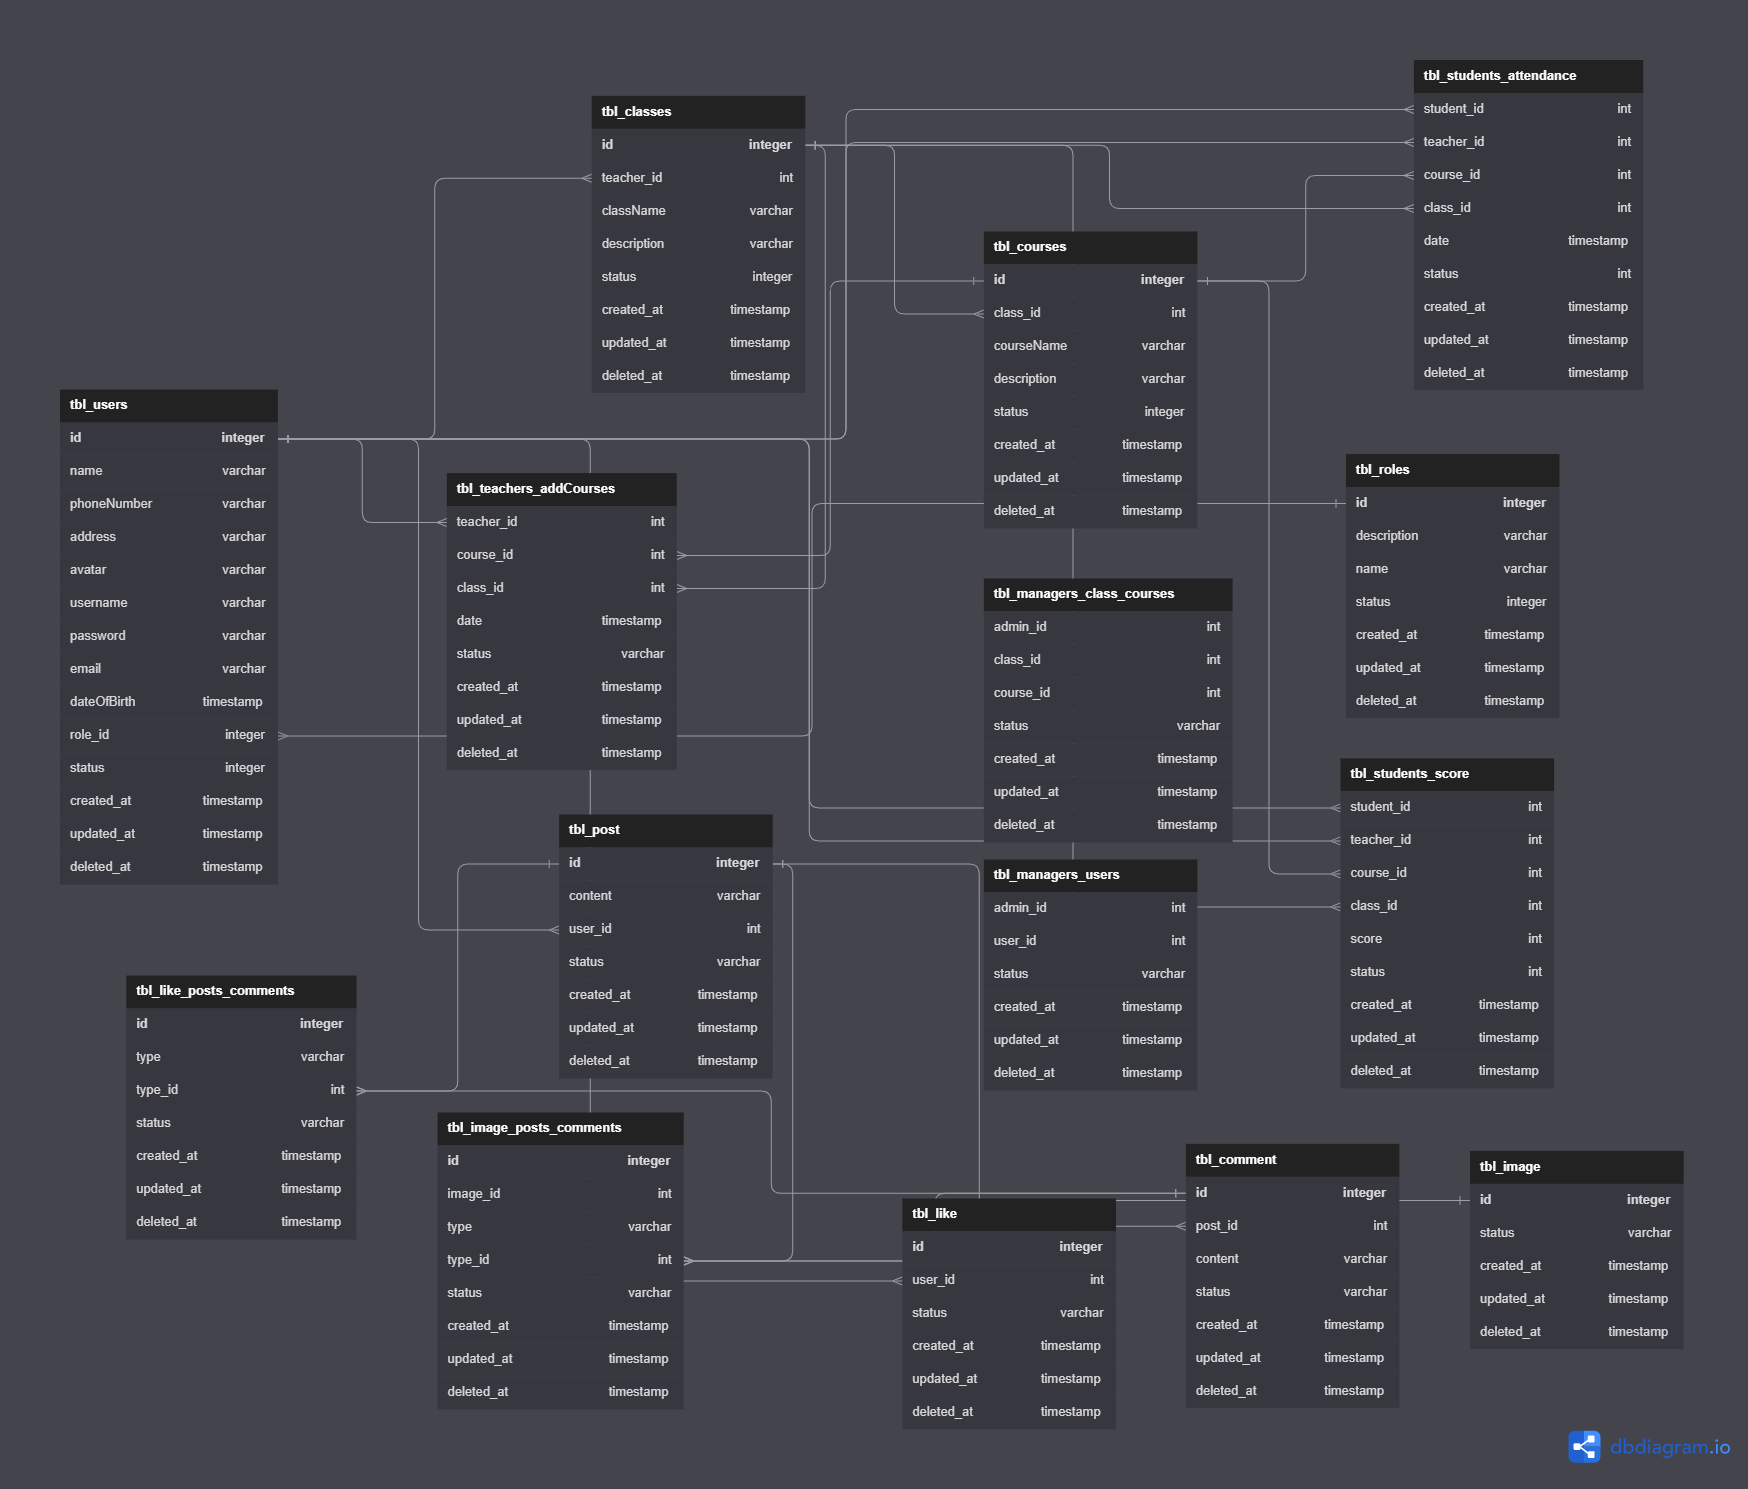 tbl_students_attendance
student_id int
teacher_id int
course_id int
class_id int
date timestamp
status int
created_at timestamp
updated_at timestamp
deleted_at timestamp
tbl_classes
id integer
teacher_id int
className varchar
description varchar
status integer
created_at timestamp
updated_at timestamp
deleted_at timestamp
tbl_courses
id integer
class_id int
courseName varchar
description varchar
status integer
created_at timestamp
updated_at timestamp
deleted_at timestamp
tbl_users
id integer
name varchar
phoneNumber varchar
address varchar
avatar varchar
username varchar
password varchar
email varchar
dateOfBirth timestamp
role_id integer
status integer
created_at timestamp
updated_at timestamp
deleted_at timestamp
tbl_teachers_addCourses
teacher_id int
course_id int
class_id int
date timestamp
status varchar
created_at timestamp
updated_at timestamp
deleted_at timestamp
tbl_roles
id integer
description varchar
name varchar
status integer
created_at timestamp
updated_at timestamp
deleted_at timestamp
tbl_managers_class_courses
admin_id int
class_id int
course_id int
status varchar
created_at timestamp
updated_at timestamp
deleted_at timestamp
tbl_students_score
student_id int
teacher_id int
course_id int
class_id int
score int
status int
created_at timestamp
updated_at timestamp
deleted_at timestamp
tbl_post
id integer
content varchar
user_id int
status varchar
created_at timestamp
updated_at timestamp
deleted_at timestamp
tbl_managers_users
admin_id int
user_id int
status varchar
created_at timestamp
updated_at timestamp
deleted_at timestamp
tbl_like_posts_comments
id integer
type varchar
type_id int
status varchar
created_at timestamp
updated_at timestamp
deleted_at timestamp
tbl_image_posts_comments
id integer
image_id int
type varchar
type_id int
status varchar
created_at timestamp
updated_at timestamp
deleted_at timestamp
tbl_like
id integer
user_id int
status varchar
created_at timestamp
updated_at timestamp
deleted_at timestamp
tbl_comment
id integer
post_id int
content varchar
status varchar
created_at timestamp
updated_at timestamp
deleted_at timestamp
tbl_image
id integer
status varchar
created_at timestamp
updated_at timestamp
deleted_at timestamp
dbdiagram.io